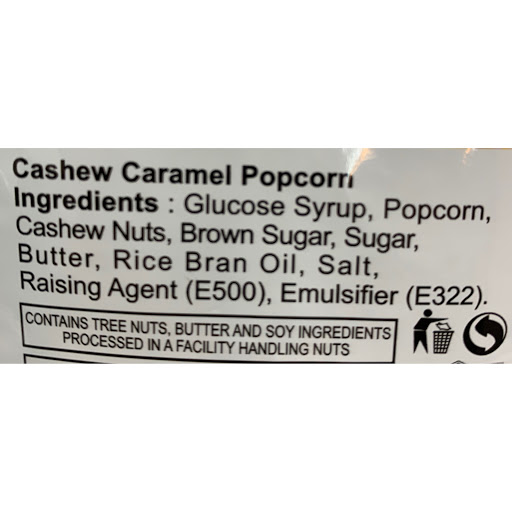 Cashew Caramel Popcorn
Ingredients : Glucose Syrup, Popcorn,
Cashew Nuts, Brown Sugar, Sugar,
Butter, Rice Bran Oil, Salt,
Raising Agent (E500), Emulsifier (E322).
CONTAINS TREE NUTS, BUTTER AND SOY INGREDIENTS
PROCESSED IN A FACILITY HANDLING NUTS